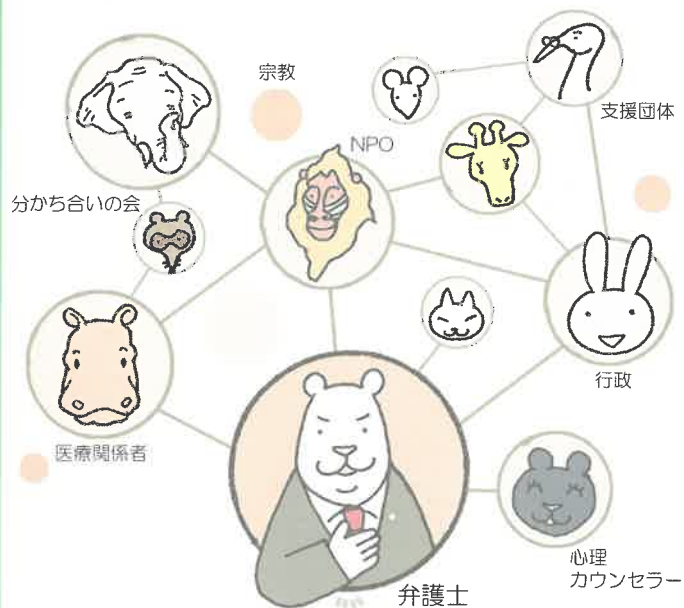 宗教
NPO
支援団体
分かち合いの会
行政
医療関係者
心理
カウンセラー
弁護士